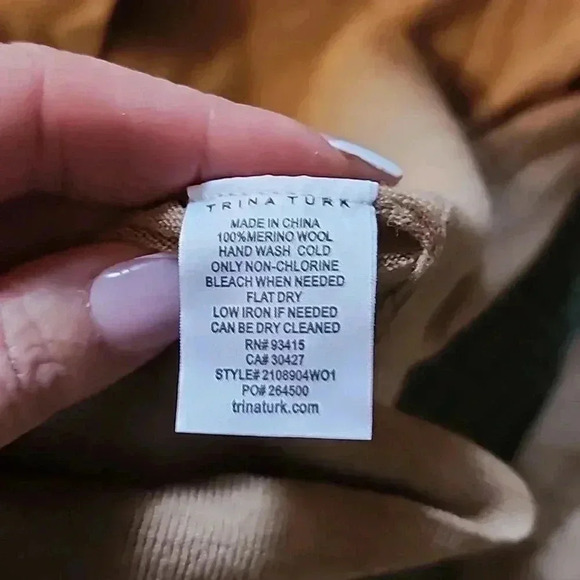 TRINA TURK
MADE IN CHINA
100%MERINO WOOL
HAND WASH COLD
ONLY NON-CHLORINE
BLEACH WHEN NEEDED
FLAT DRY
LOW IRON IF NEEDED
CAN BE DRY CLEANED
RN# 93415
CA# 30427
STYLE# 2108904WO1
PO# 264500
trinaturk.com